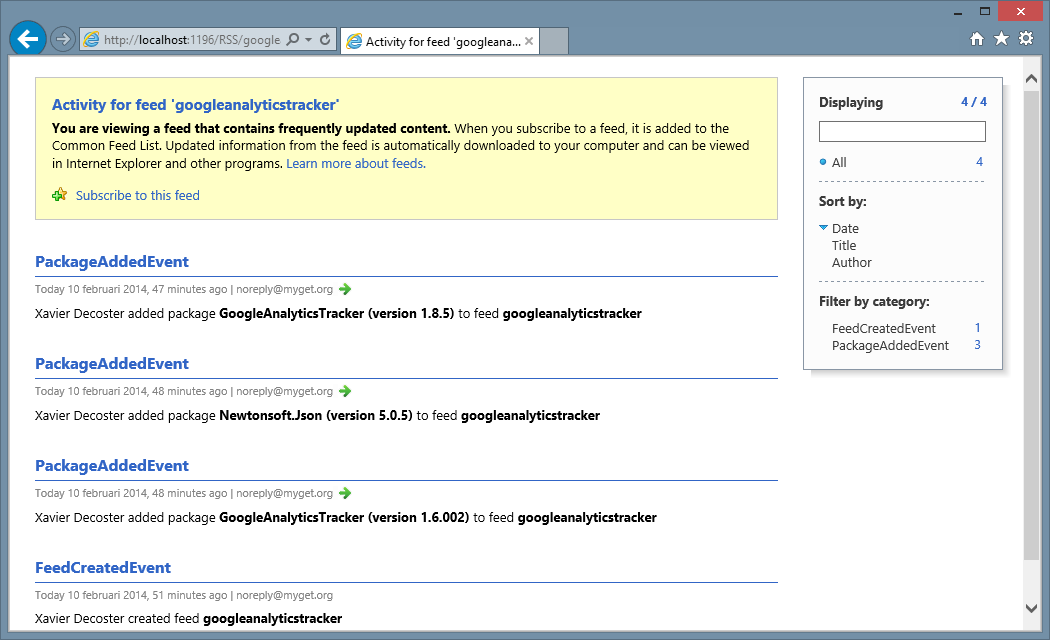 http://localhost:1196/RSS/google
Activity for feed 'googleana...
Activity for feed 'googleanalyticstracker'
You are viewing a feed that contains frequently updated content. When you subscribe to a feed, it is added to the
Common Feed List. Updated information from the feed is automatically downloaded to your computer and can be viewed
in Internet Explorer and other programs. Learn more about feeds.
Subscribe to this feed
PackageAddedEvent
Today 10 februari 2014, 47 minutes ago | noreply@myget.org
Xavier Decoster added package GoogleAnalyticsTracker (version 1.8.5) to feed googleanalyticstracker
PackageAddedEvent
Today 10 februari 2014, 48 minutes ago | noreply@myget.org
Xavier Decoster added package Newtonsoft.Json (version 5.0.5) to feed googleanalyticstracker
PackageAddedEvent
Today 10 februari 2014, 48 minutes ago | noreply@myget.org
Xavier Decoster added package GoogleAnalyticsTracker (version 1.6.002) to feed googleanalyticstracker
FeedCreatedEvent
Today 10 februari 2014, 51 minutes ago | noreply@myget.org
Xavier Decoster created feed googleanalyticstracker
Displaying 4 / 4
All 4
Sort by:
Date
Title
Author
Filter by category:
FeedCreatedEvent 1
PackageAddedEvent 3